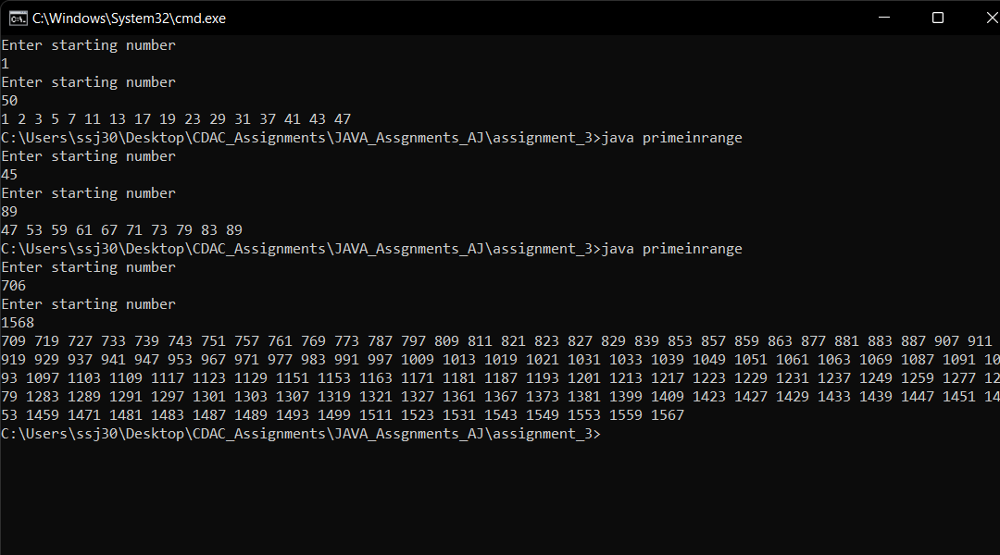 C:\Windows\System32\cmd.exe
Enter starting number
1
Enter starting number
50
1 2 3 5 7 11 13 17 19 23 29 31 37 41 43 47
C:\Users\ssj30\Desktop\CDAC_Assignments\JAVA_Assgnments_AJ\assignment_3>java primeinrange
Enter starting number
45
Enter starting number
89
47 53 59 61 67 71 73 79 83 89
C:\Users\ssj30\Desktop\CDAC_Assignments\JAVA_Assgnments_AJ\assignment_3>java primeinrange
Enter starting number
706
Enter starting number
1568
709 719 727 733 739 743 751 757 761 769 773 787 797 809 811 821 823 827 829 839 853 857 859 863 877 881 883 887 907 911
919 929 937 941 947 953 967 971 977 983 991 997 1009 1013 1019 1021 1031 1033 1039 1049 1051 1061 1063 1069 1087 1091 10
93 1097 1103 1109 1117 1123 1129 1151 1153 1163 1171 1181 1187 1193 1201 1213 1217 1223 1229 1231 1237 1249 1259 1277 12
79 1283 1289 1291 1297 1301 1303 1307 1319 1321 1327 1361 1367 1373 1381 1399 1409 1423 1427 1429 1433 1439 1447 1451 14
53 1459 1471 1481 1483 1487 1489 1493 1499 1511 1523 1531 1543 1549 1553 1559 1567
C:\Users\ssj30\Desktop\CDAC_Assignments\JAVA_Assgnments_AJ\assignment_3>